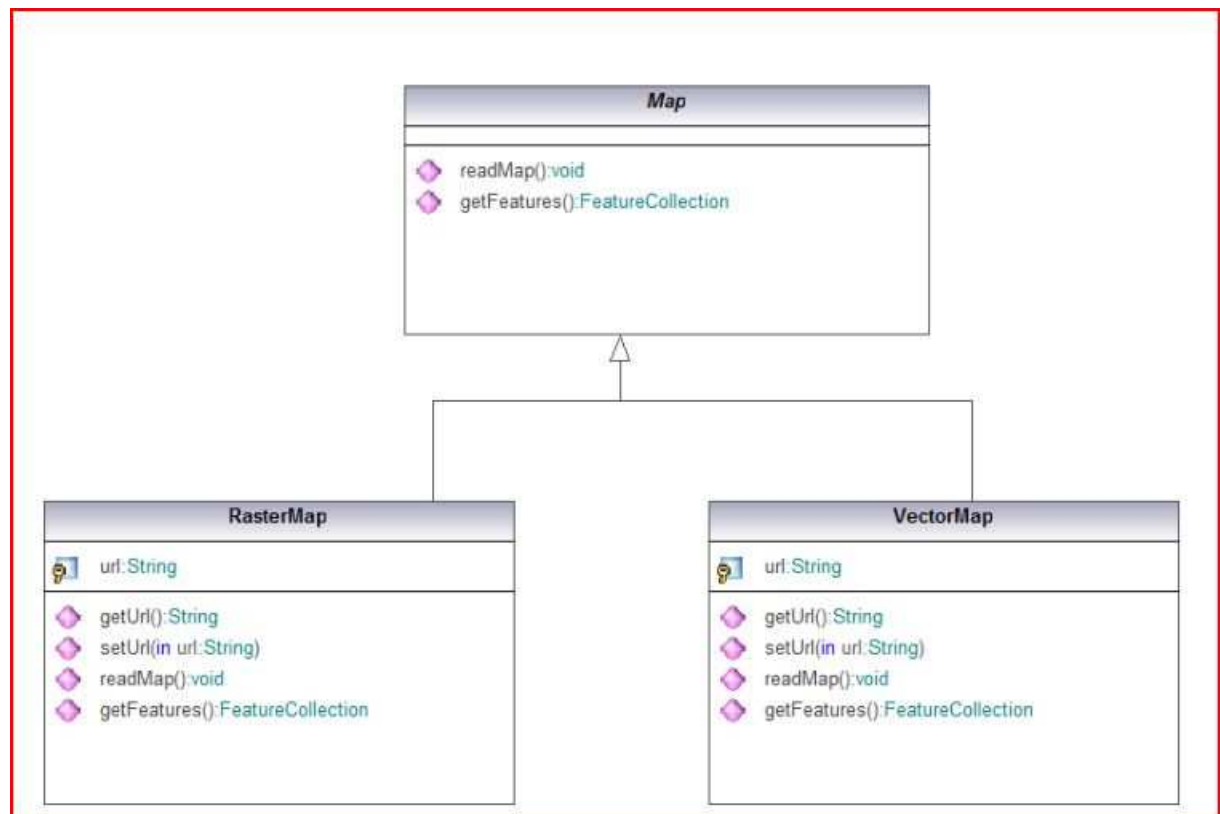 Map
readMap():void
getFeatures():FeatureCollection
RasterMap
url:String
getUrl():String
setUrl(in url:String)
readMap():void
getFeatures():FeatureCollection
VectorMap
url:String
getUrl():String
setUrl(in url:String)
readMap():void
getFeatures():FeatureCollection